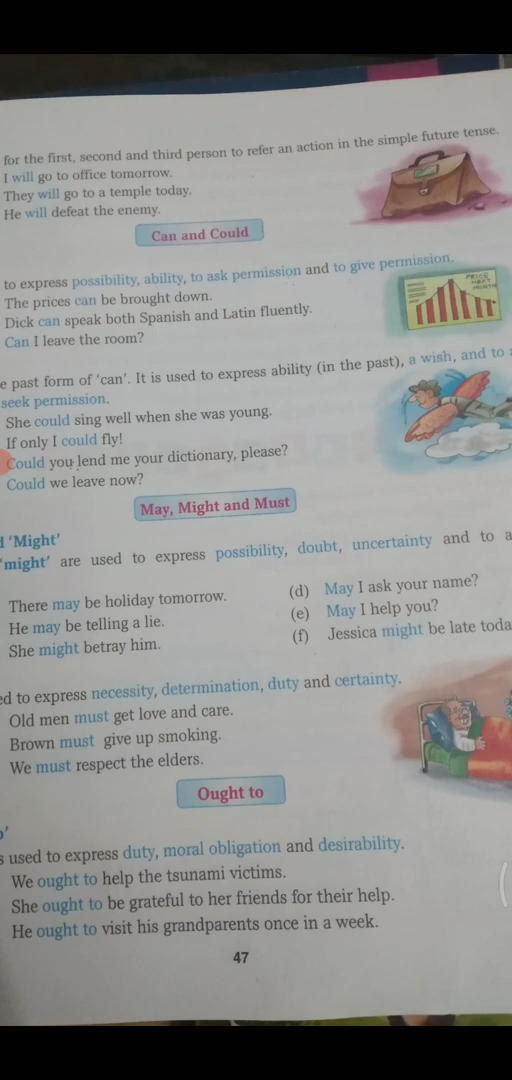 for the first, second and third person to refer an action in the simple future tense.
I will go to office tomorrow.
They will go to a temple today.
He will defeat the enemy.
Can and Could
to express possibility, ability, to ask permission and to give permission.
The prices can be brought down.
Dick can speak both Spanish and Latin fluently.
Can I leave the room?
PRICE
NEXT
MONTH
past form of ‘can’. It is used to express ability (in the past), a wish, and to
seek permission.
She could sing well when she was young.
If only I could fly!
Could you lend me your dictionary, please?
Could we leave now?
May, Might and Must
‘Might’
‘might’ are used to express possibility, doubt, uncertainty and to
There may be holiday tomorrow.
He may be telling a lie.
She might betray him.
(d) May I ask your name?
(e) May I help you?
(f) Jessica might be late
to express necessity, determination, duty and certainty.
Old men must get love and care.
Brown must give up smoking.
We must respect the elders.
Ought to
used to express duty, moral obligation and desirability.
We ought to help the tsunami victims.
She ought to be grateful to her friends for their help.
He ought to visit his grandparents once in a week.
47